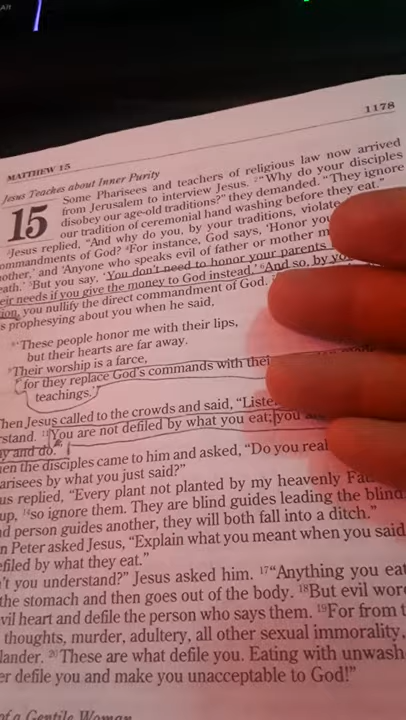 1178
MATTHEW 15
Jesus Teaches about Inner Purity
15 Some Pharisees and teachers of religious law now arrived
from Jerusalem to interview Jesus. 2"Why do your disciples
disobey our age-old traditions?" they demanded. "They ignore
our tradition of ceremonial hand washing before they eat."
3Jesus replied, "And why do you, by your traditions, violate
ommandments of God? 4For instance, God says, 'Honor you
other,' and 'Anyone who speaks evil of father or mother m
eath.' 5But you say, 'You don't need to honor your parents
eir needs if you give the money to God instead.' 6And so, by yo
ion, you nullify the direct commandment of God.
s prophesying about you when he said,
8'These people honor me with their lips,
but their hearts are far away.
9Their worship is a farce,
for they replace God's commands with thei
teachings.'
hen Jesus called to the crowds and said, "Liste
rstand. 11You are not defiled by what you eat; you a
y and do."
en the disciples came to him and asked, "Do you real
arisees by what you just said?"
us replied, "Every plant not planted by my heavenly Fa
up, 14so ignore them. They are blind guides leading the blind
d person guides another, they will both fall into a ditch."
n Peter asked Jesus, "Explain what you meant when you said
efiled by what they eat."
't you understand?" Jesus asked him. 17"Anything you eat
the stomach and then goes out of the body. 18But evil wor
vil heart and defile the person who says them. 19For from t
thoughts, murder, adultery, all other sexual immorality,
lander. 20These are what defile you. Eating with unwash
er defile you and make you unacceptable to God!"
of a Gentile Woman